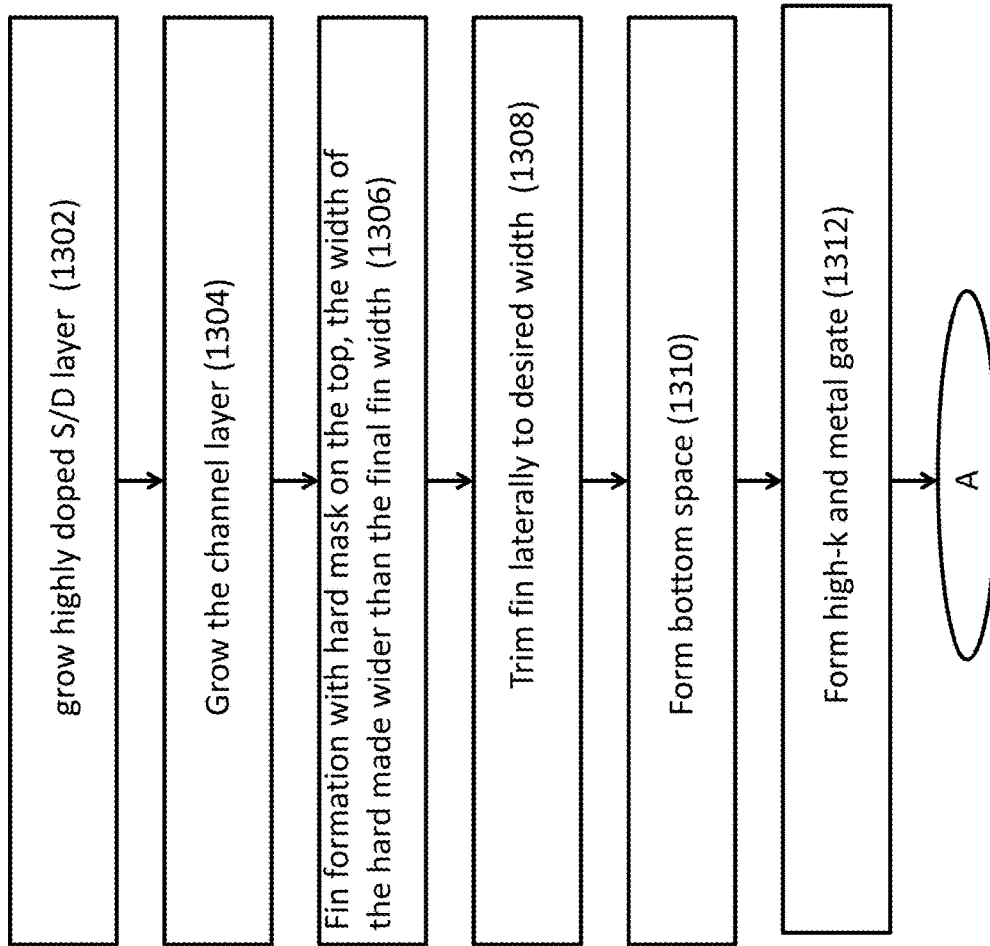 grow highly doped S/D layer (1302)
Grow the channel layer (1304)
Fin formation with hard mask on the top, the width of
the hard made wider than the final fin width (1306)
Trim fin laterally to desired width (1308)
Form bottom space (1310)
Form high-k and metal gate (1312)
A